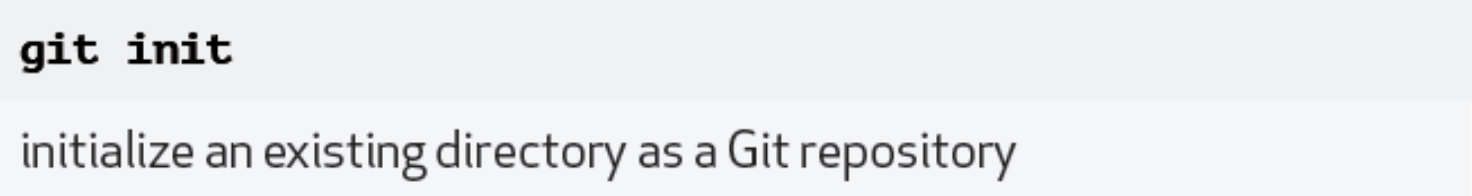 git init
initialize an existing directory as a Git repository